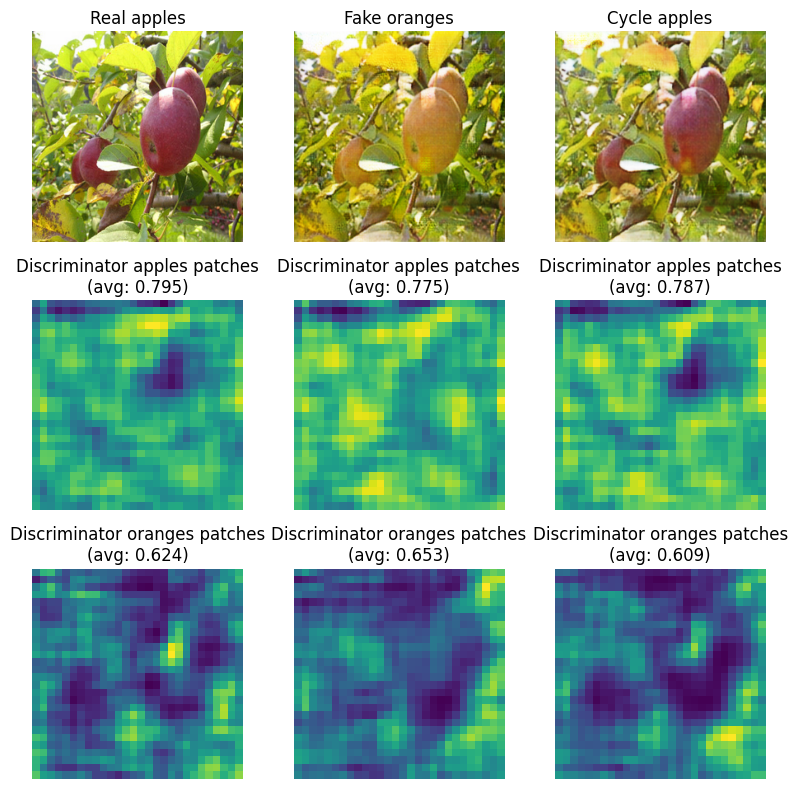 Real apples
Fake oranges
Cycle apples
Discriminator apples patches
(avg: 0.795)
Discriminator apples patches
(avg: 0.775)
Discriminator apples patches
(avg: 0.787)
Discriminator oranges patches
(avg: 0.624)
Discriminator oranges patches
(avg: 0.653)
Discriminator oranges patches
(avg: 0.609)